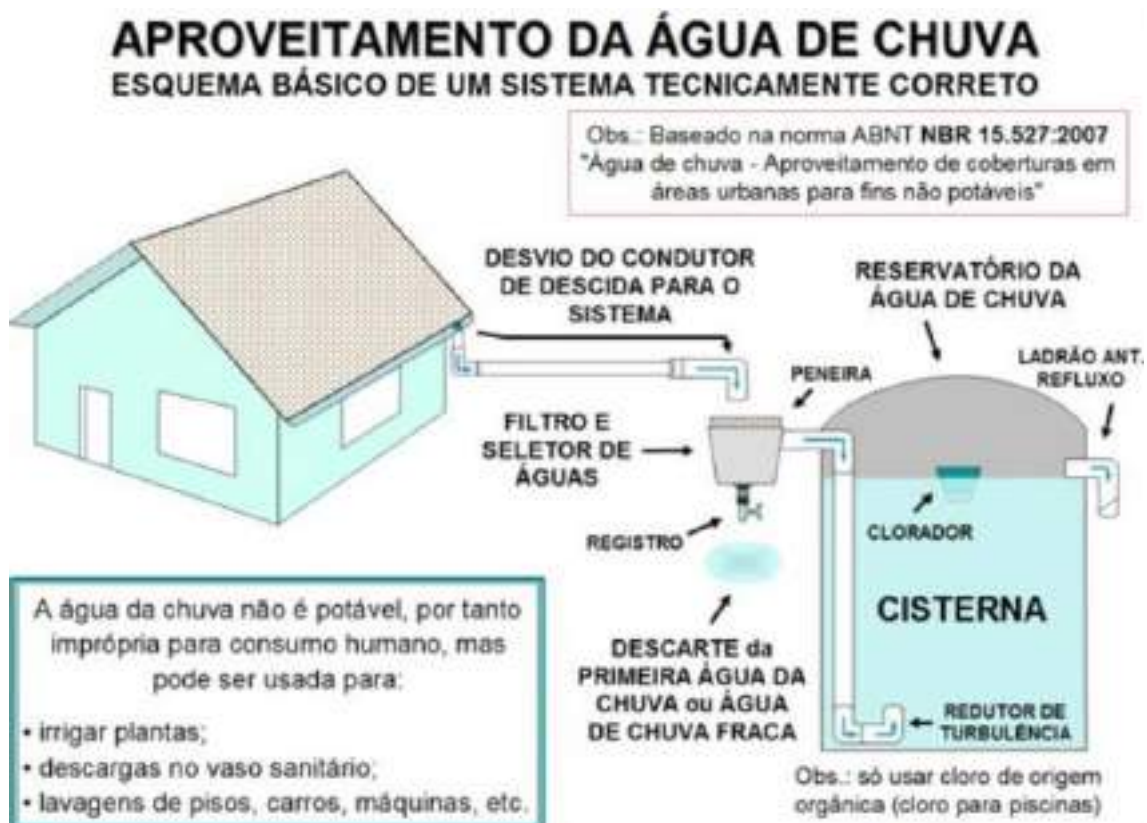 APROVEITAMENTO DA ÁGUA DE CHUVA
ESQUEMA BÁSICO DE UM SISTEMA TECNICAMENTE CORRETO
Obs.: Baseado na norma ABNT NBR 15.527:2007
"Água de chuva - Aproveitamento de coberturas em
áreas urbanas para fins não potáveis"
DESVIO DO CONDUTOR
DE DESCIDA PARA O
SISTEMA
RESERVATÓRIO DA
ÁGUA DE CHUVA
LADRÃO ANT.
REFLUXO
PENEIRA
FILTRO E
SELETOR DE
ÁGUAS
REGISTRO
CLORADOR
CISTERNA
DESCARTE da
PRIMEIRA ÁGUA DA
CHUVA ou ÁGUA
DE CHUVA FRACA
REDUTOR DE
TURBULÊNCIA
Obs.: só usar cloro de origem
orgânica (cloro para piscinas)
A água da chuva não é potável, por tanto
imprópria para consumo humano, mas
pode ser usada para:
• irrigar plantas;
• descargas no vaso sanitário;
• lavagens de pisos, carros, máquinas, etc.